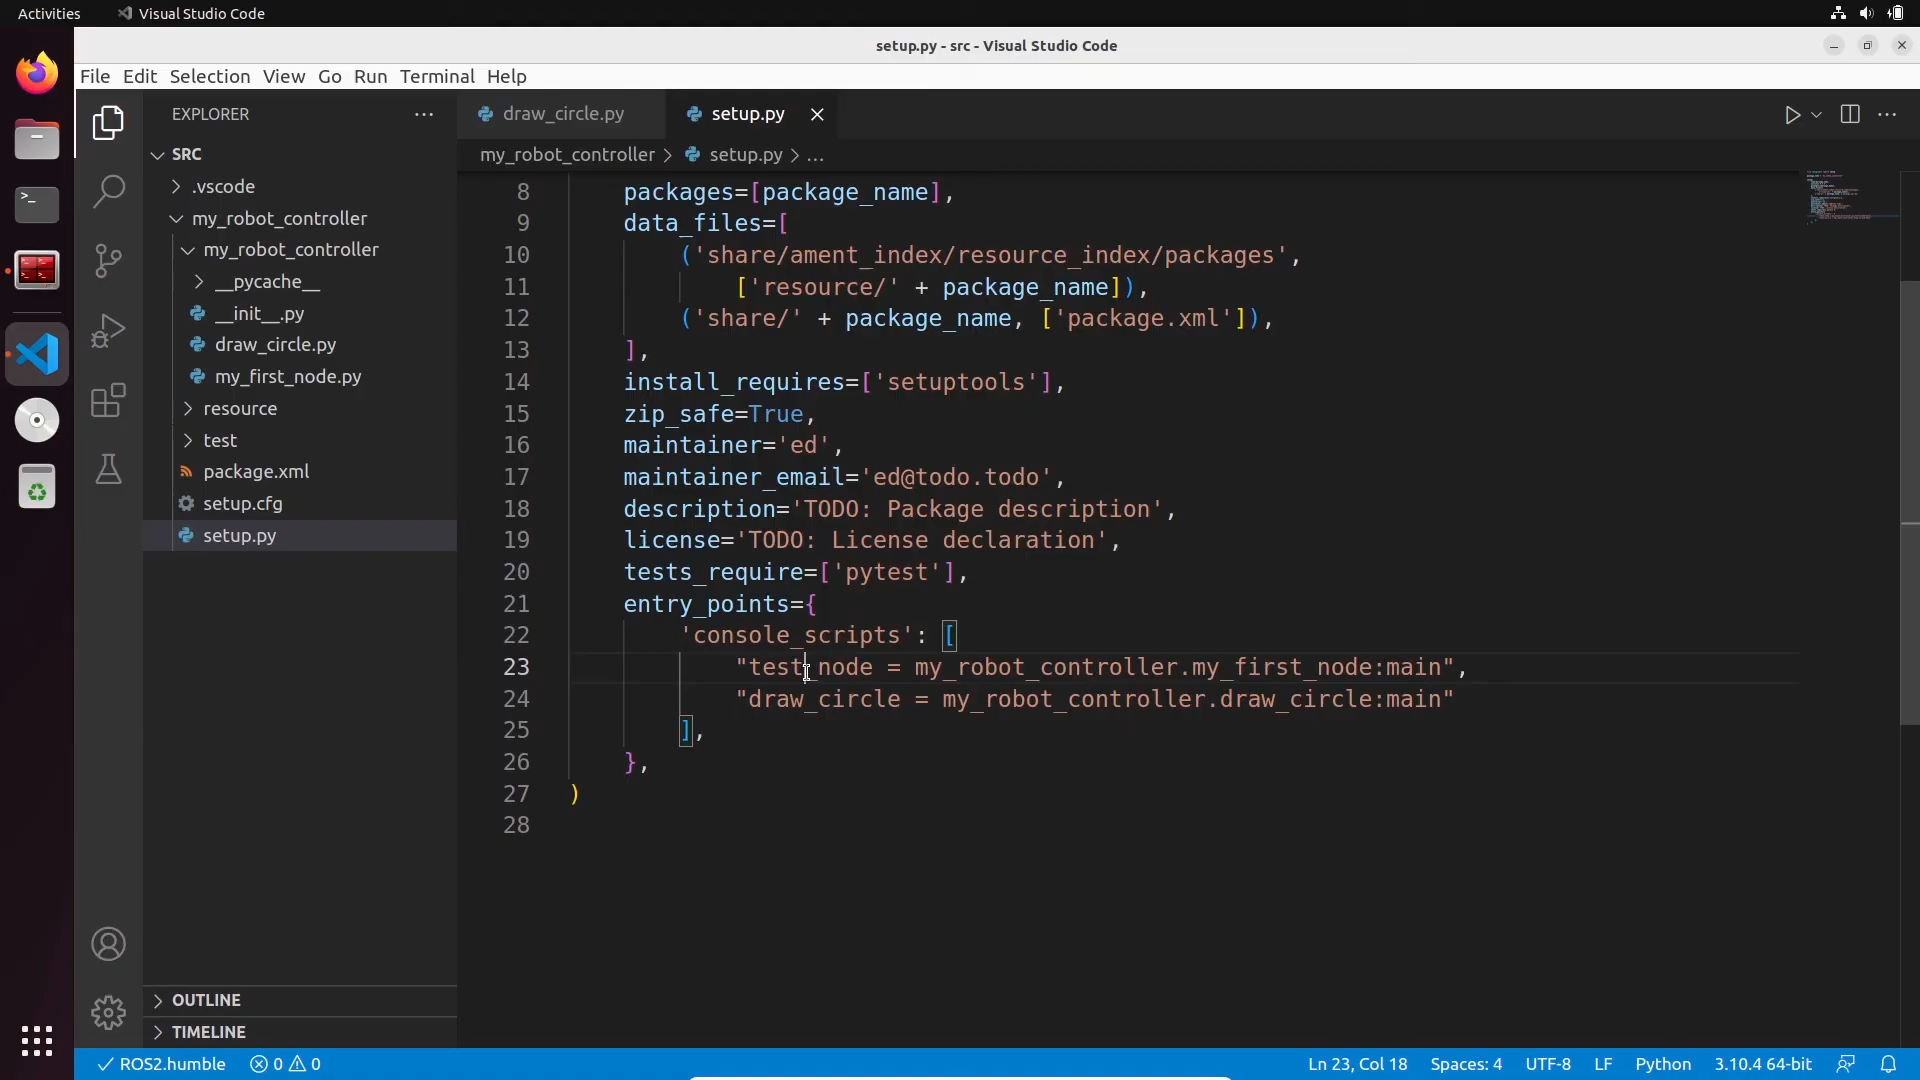 Activities
Visual Studio Code
setup.py - src - Visual Studio Code
File Edit Selection View Go Run Terminal Help
EXPLORER
SRC
.vscode
my_robot_controller
my_robot_controller
__pycache__
__init__.py
draw_circle.py
my_first_node.py
resource
test
package.xml
setup.cfg
setup.py
OUTLINE
TIMELINE
draw_circle.py
setup.py
my_robot_controller > setup.py > ...
8 packages=[package_name],
9 data_files=[
10 ('share/ament_index/resource_index/packages',
11 ['resource/' + package_name]),
12 ('share/' + package_name, ['package.xml']),
13 ],
14 install_requires=['setuptools'],
15 zip_safe=True,
16 maintainer='ed',
17 maintainer_email='ed@todo.todo',
18 description='TODO: Package description',
19 license='TODO: License declaration',
20 tests_require=['pytest'],
21 entry_points={
22 'console_scripts': [
23 "test_node = my_robot_controller.my_first_node:main",
24 "draw_circle = my_robot_controller.draw_circle:main"
25 ],
26 },
27 )
28
ROS2.humble
0 0
Ln 23, Col 18
Spaces: 4
UTF-8
LF
Python
3.10.4 64-bit